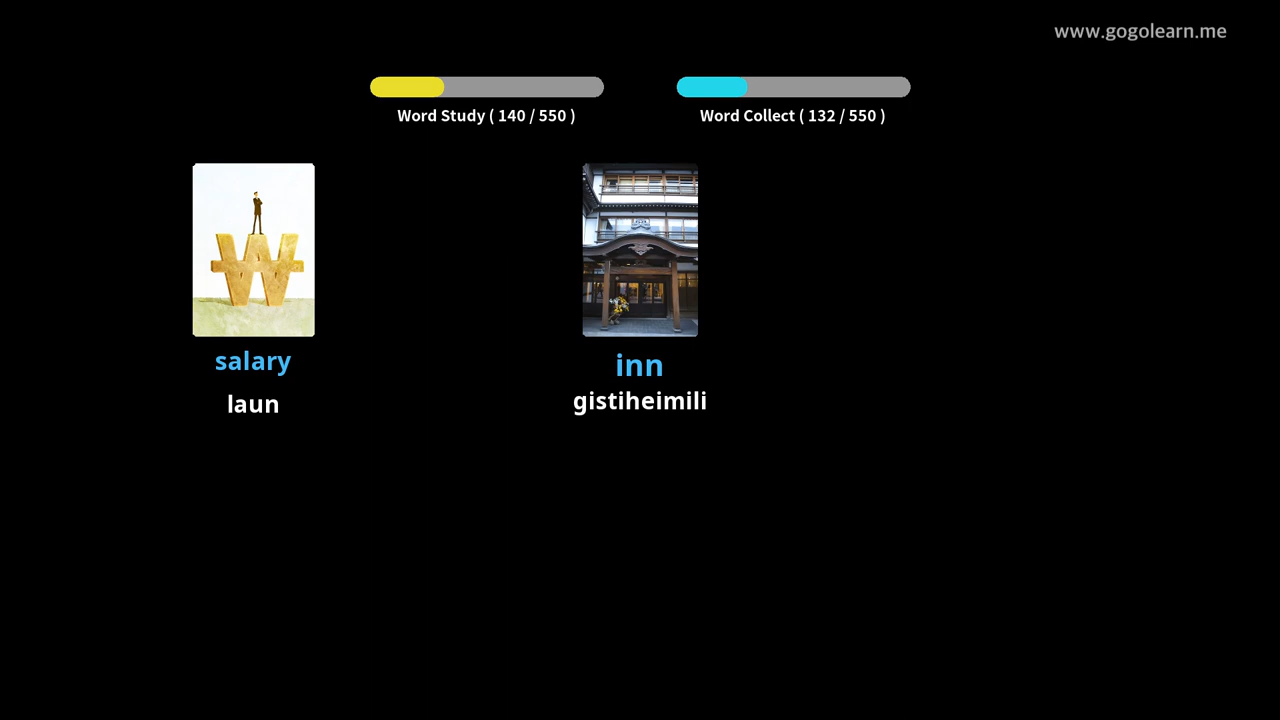 www.gogolearn.me
Word Study ( 140 / 550 )
Word Collect ( 132 / 550 )
salary
laun
inn
gistiheimili